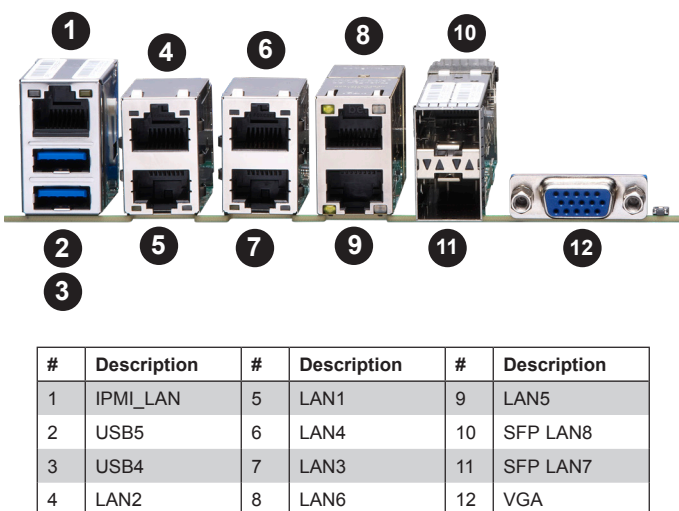 1
4
6
8
10
2
5
7
9
11
12
3
# Description # Description # Description
1 IPMI_LAN 5 LAN1 9 LAN5
2 USB5 6 LAN4 10 SFP LAN8
3 USB4 7 LAN3 11 SFP LAN7
4 LAN2 8 LAN6 12 VGA